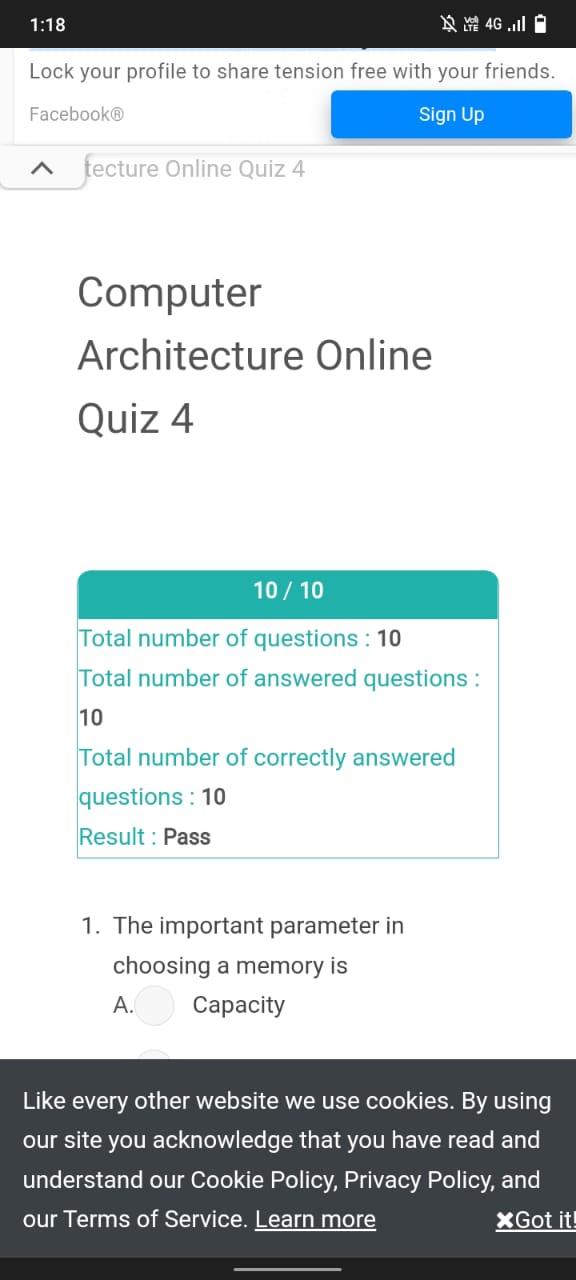 1:18
Vo)) LTE 4G
Lock your profile to share tension free with your friends.
Facebook®
Sign Up
tecture Online Quiz 4
Computer
Architecture Online
Quiz 4
10 / 10
Total number of questions : 10
Total number of answered questions :
10
Total number of correctly answered
questions : 10
Result : Pass
1. The important parameter in
choosing a memory is
A. Capacity
Like every other website we use cookies. By using
our site you acknowledge that you have read and
understand our Cookie Policy, Privacy Policy, and
our Terms of Service. Learn more
×Got it!